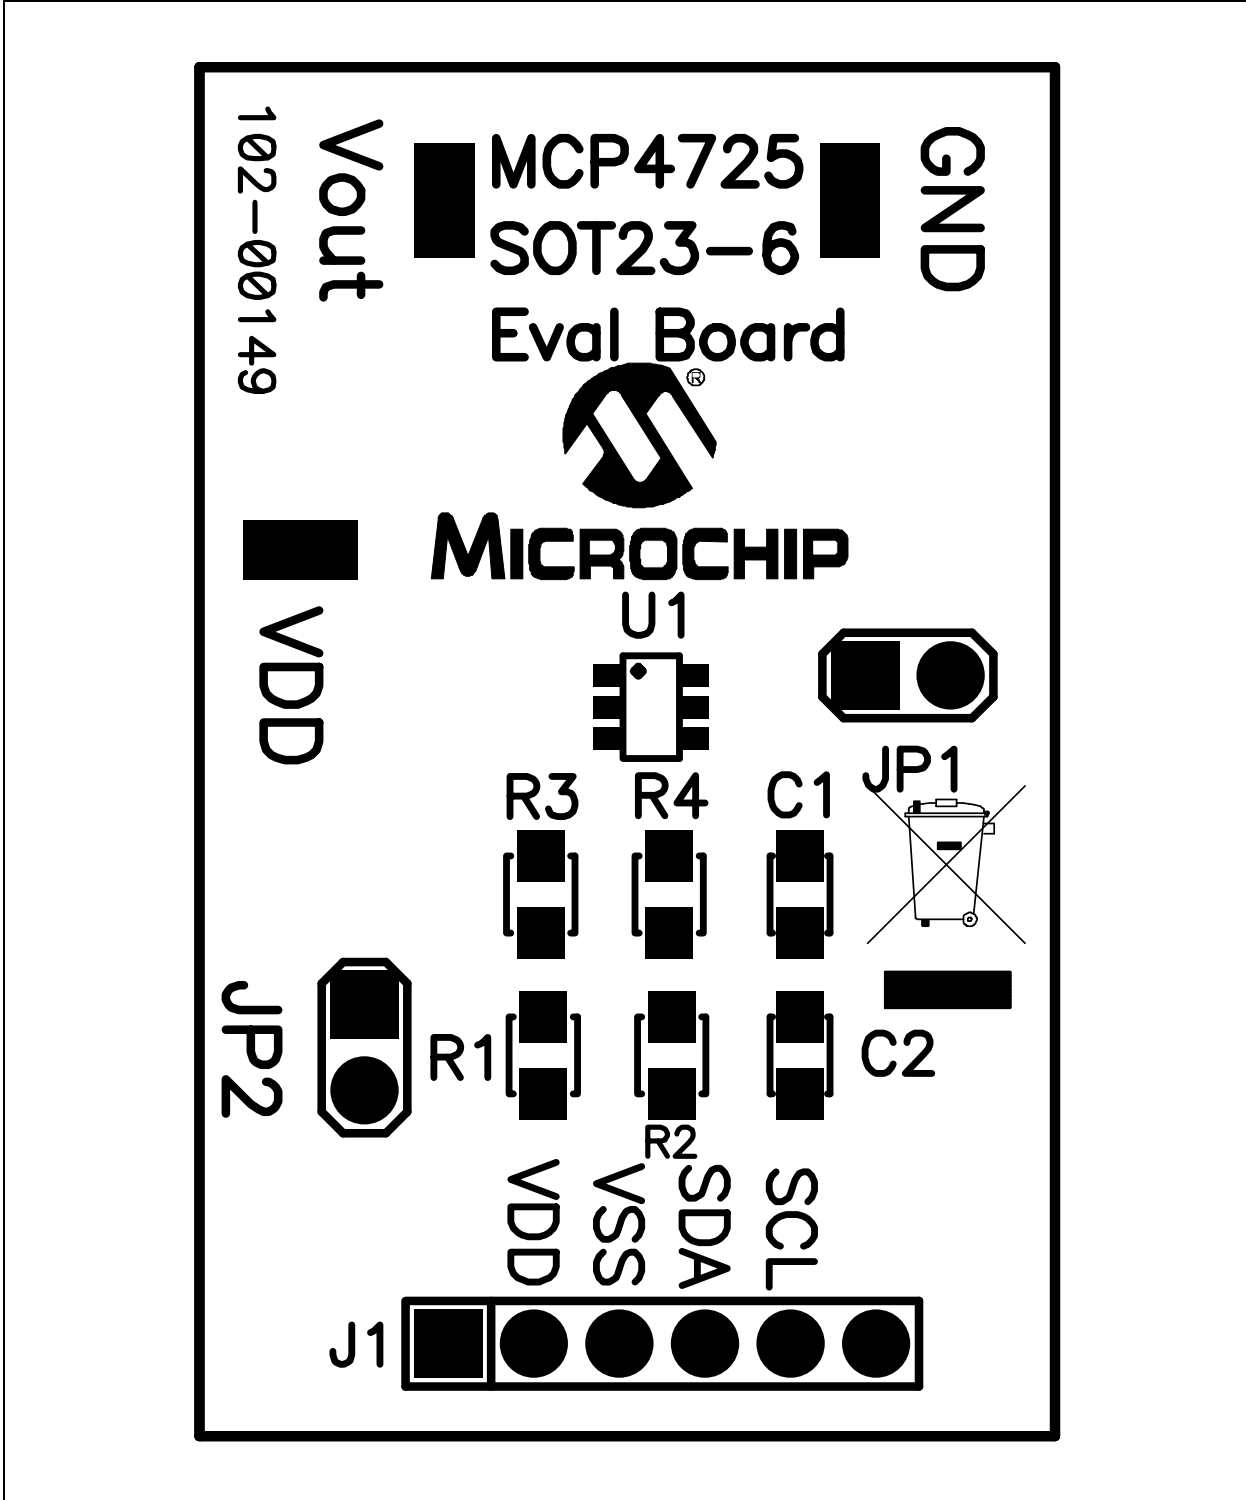 102-00149
Vout
MCP4725
SOT23-6
Eval Board
GND
®
MICROCHIP
VDD
U1
JP1
R3
R4
C1
JP2
R1
C2
R2
VDD
VSS
SDA
SCL
J1